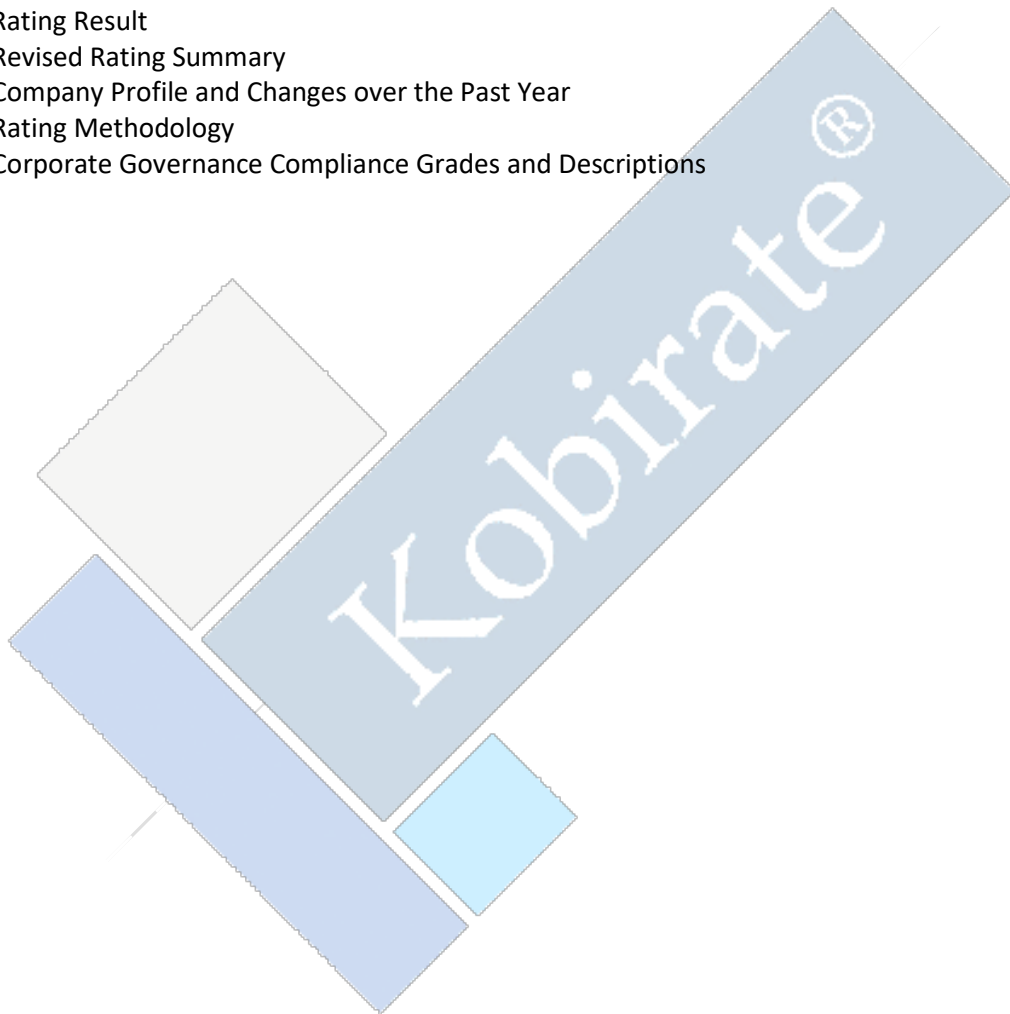 Rating Result
Revised Rating Summary
Company Profile and Changes over the Past Year
Rating Methodology
Corporate Governance Compliance Grades and Descriptions
Kobirate ®